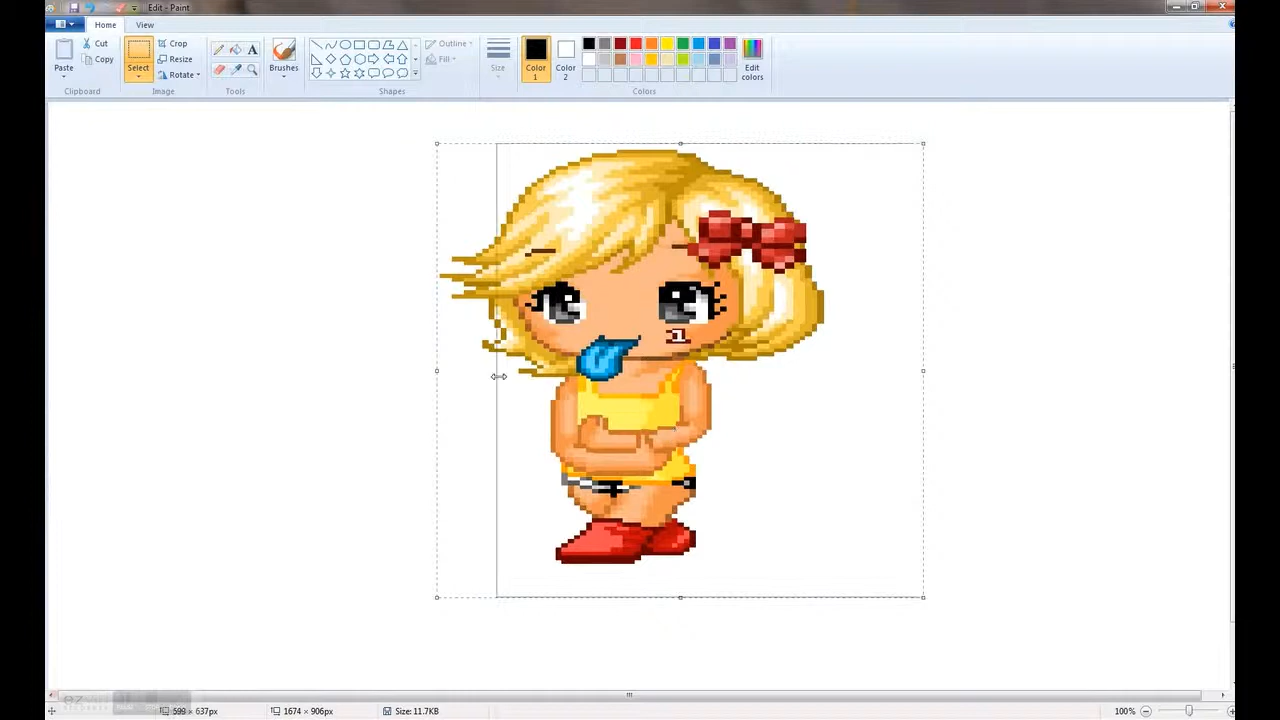 Edit - Paint
Home View
Paste
Cut
Copy
Clipboard
Select
Crop
Resize
Rotate
Image
A
Tools
Brushes
Outline
Fill
Shapes
Size
Color 1
Color 2
Edit colors
Colors
1
599 × 637px
1674 × 906px
Size: 11.7KB
100%